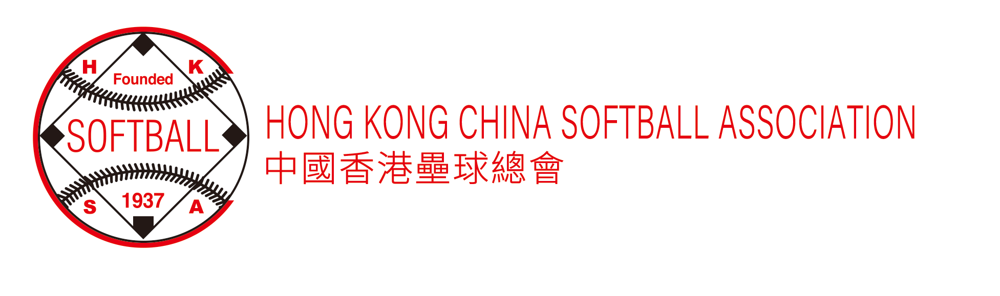 H K
Founded
SOFTBALL
1937
S A
HONG KONG CHINA SOFTBALL ASSOCIATION
中國香港壘球總會